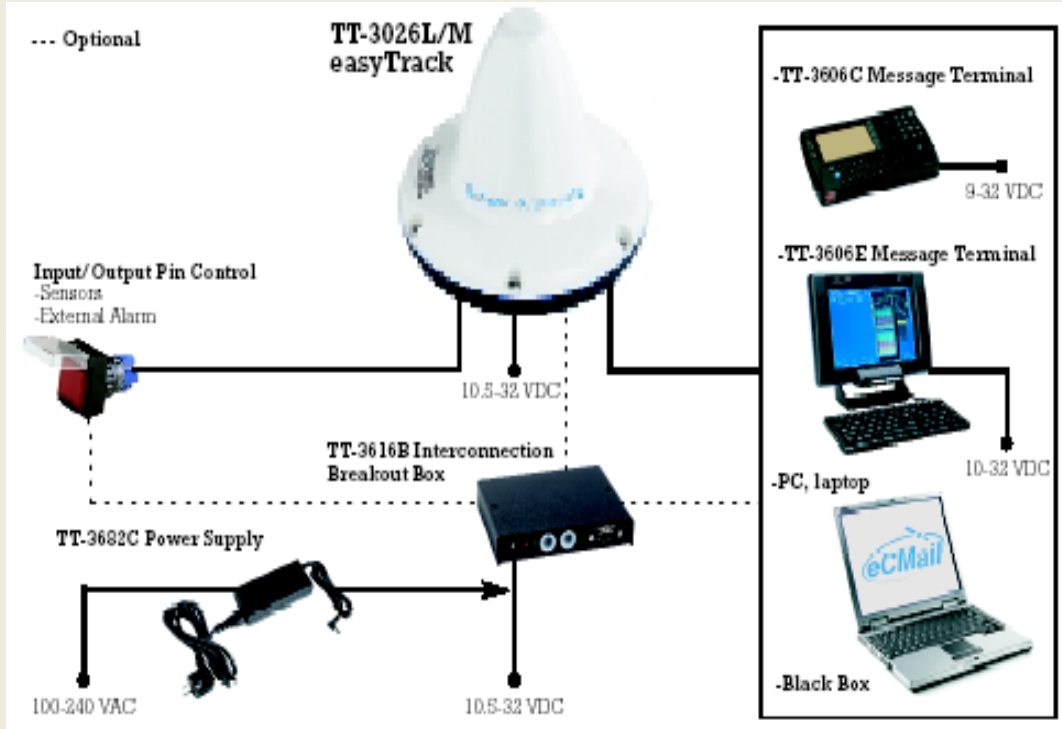 --- Optional
TT-3026L/M
easyTrack
-TT-3606C Message Terminal
9-32 VDC
-TT-3606E Message Terminal
Input/Output Pin Control
-Sensors
-External Alarm
10.5-32 VDC
TT-3616B Interconnection
Breakout Box
10-32 VDC
-PC, laptop
TT-3682C Power Supply
eCMail
-Black Box
100-240 VAC
10.5-32 VDC